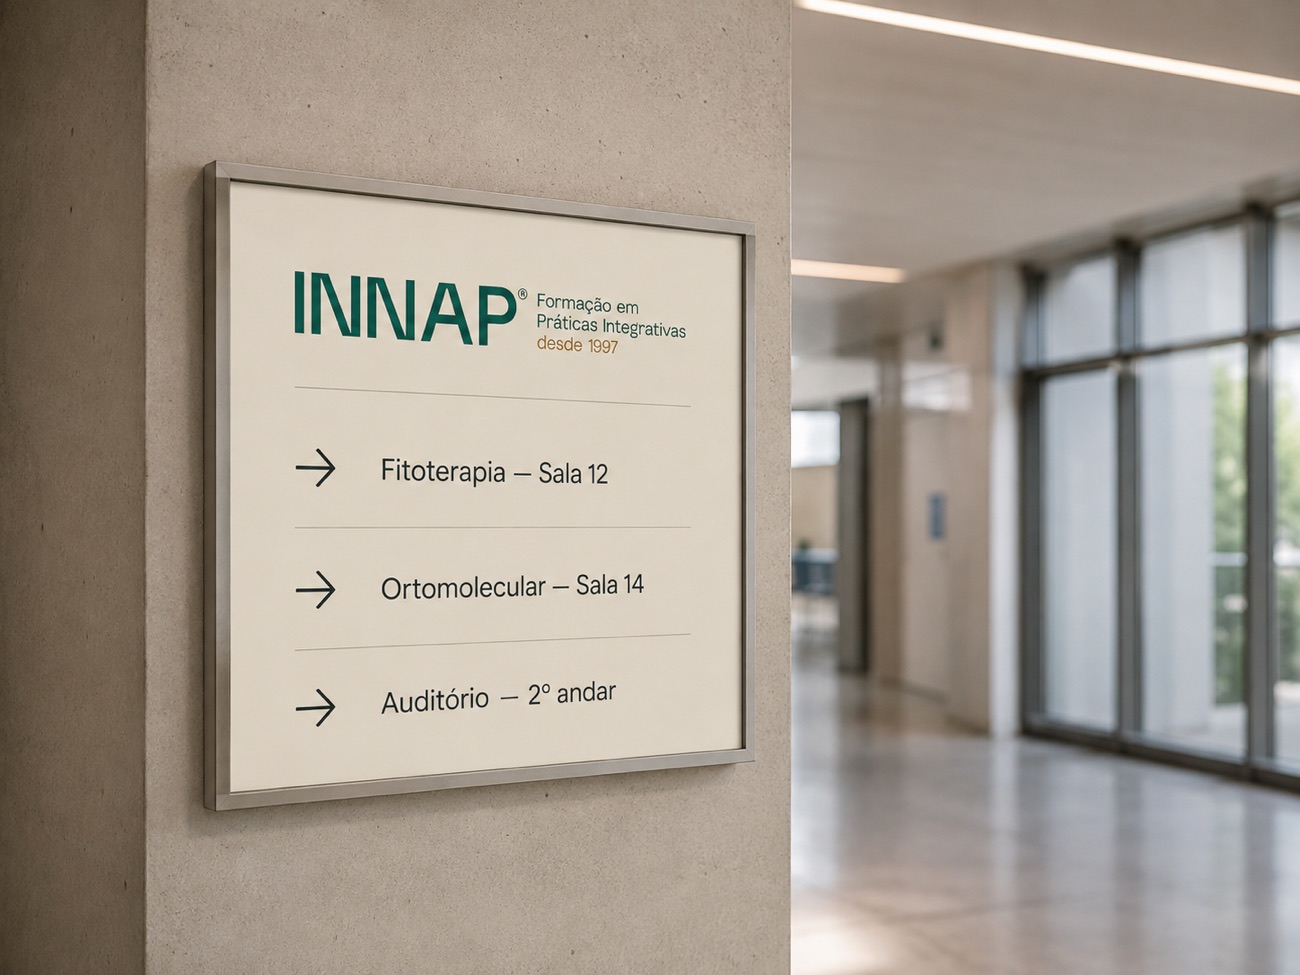 INNAP®
Formação em
Práticas Integrativas
desde 1997
→ Fitoterapia — Sala 12
→ Ortomolecular — Sala 14
→ Auditório — 2º andar